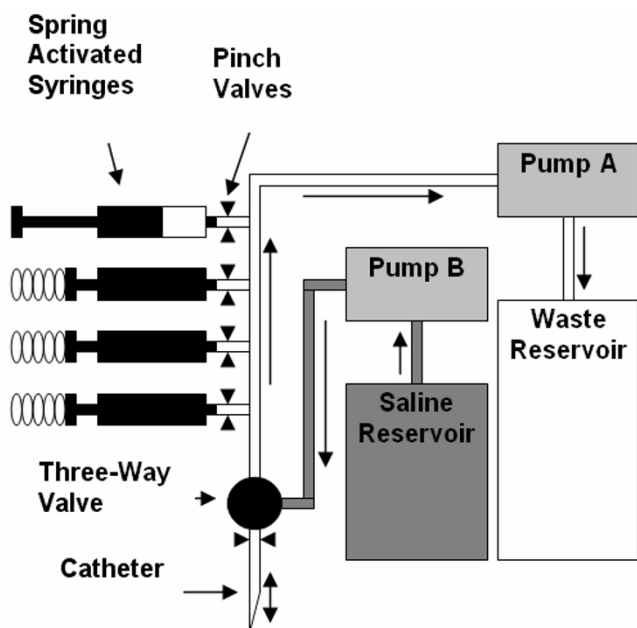 Spring
Activated
Syringes
Pinch
Valves
Pump A
Pump B
Waste
Reservoir
Saline
Reservoir
Three-Way
Valve
Catheter